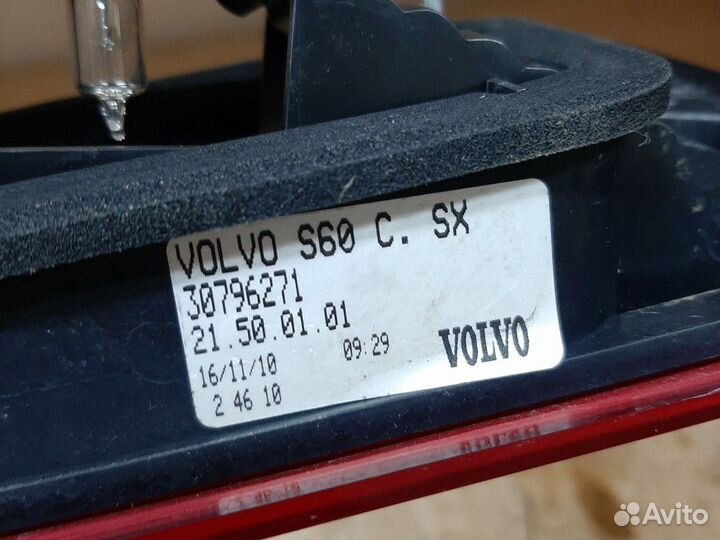 VOLVO S60 C. SX
30796271
21.50.01.01
16/11/10 09:29 VOLVO
2 46 10
Avito